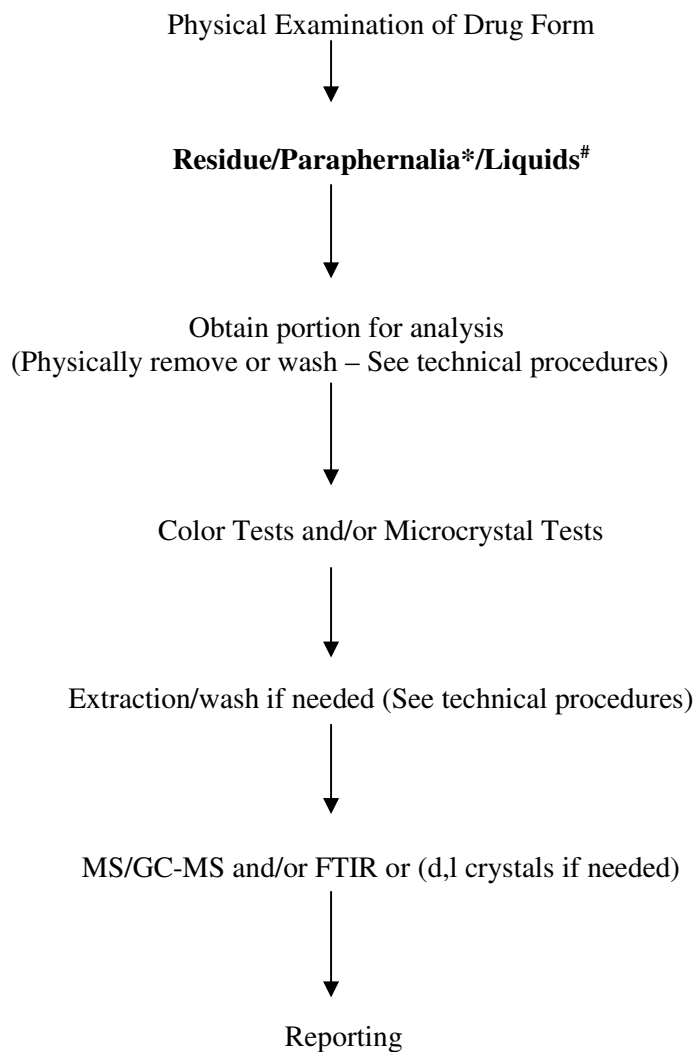 Physical Examination of Drug Form
Residue/Paraphernalia*/Liquids#
Obtain portion for analysis
(Physically remove or wash – See technical procedures)
Color Tests and/or Microcrystal Tests
Extraction/wash if needed (See technical procedures)
MS/GC-MS and/or FTIR or (d,l crystals if needed)
Reporting